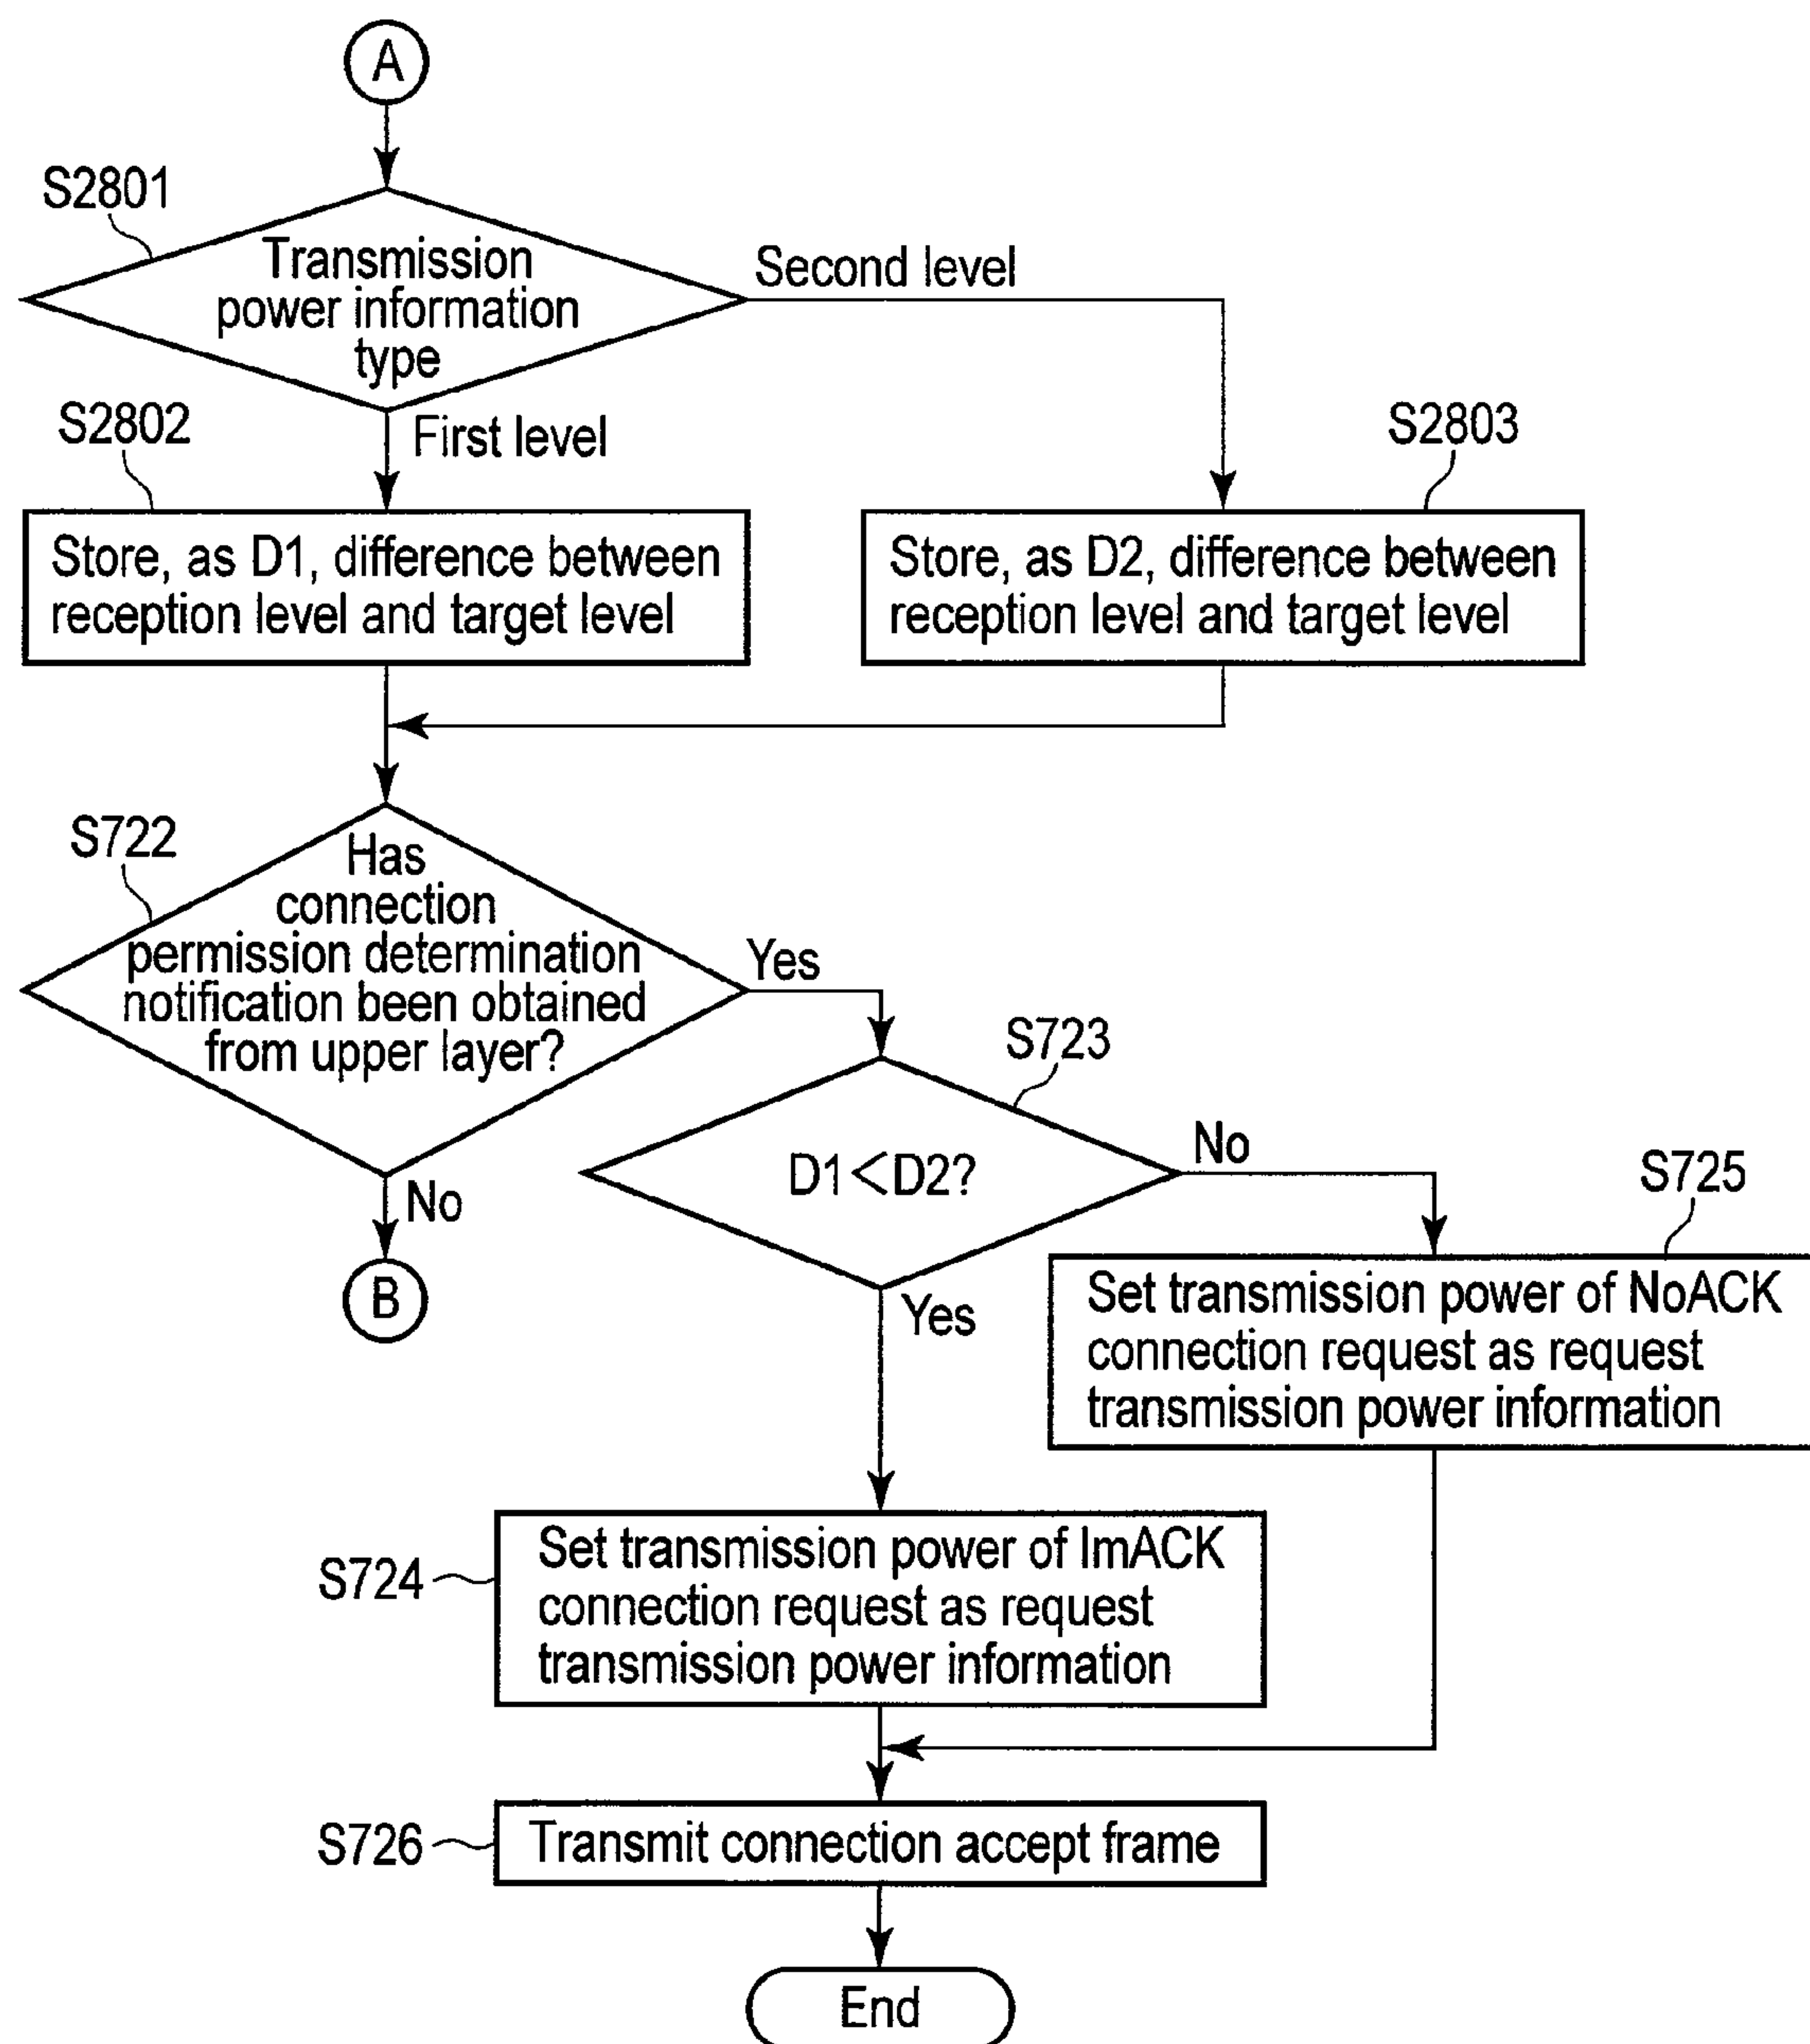 A
S2801
Transmission
power information
type
Second level
First level
S2802
S2803
Store, as D1, difference between
reception level and target level
Store, as D2, difference between
reception level and target level
S722
Has
connection
permission determination
notification been obtained
from upper layer?
Yes
No
B
S723
D1<D2?
No
Yes
S725
Set transmission power of NoACK
connection request as request
transmission power information
S724
Set transmission power of ImACK
connection request as request
transmission power information
S726
Transmit connection accept frame
End